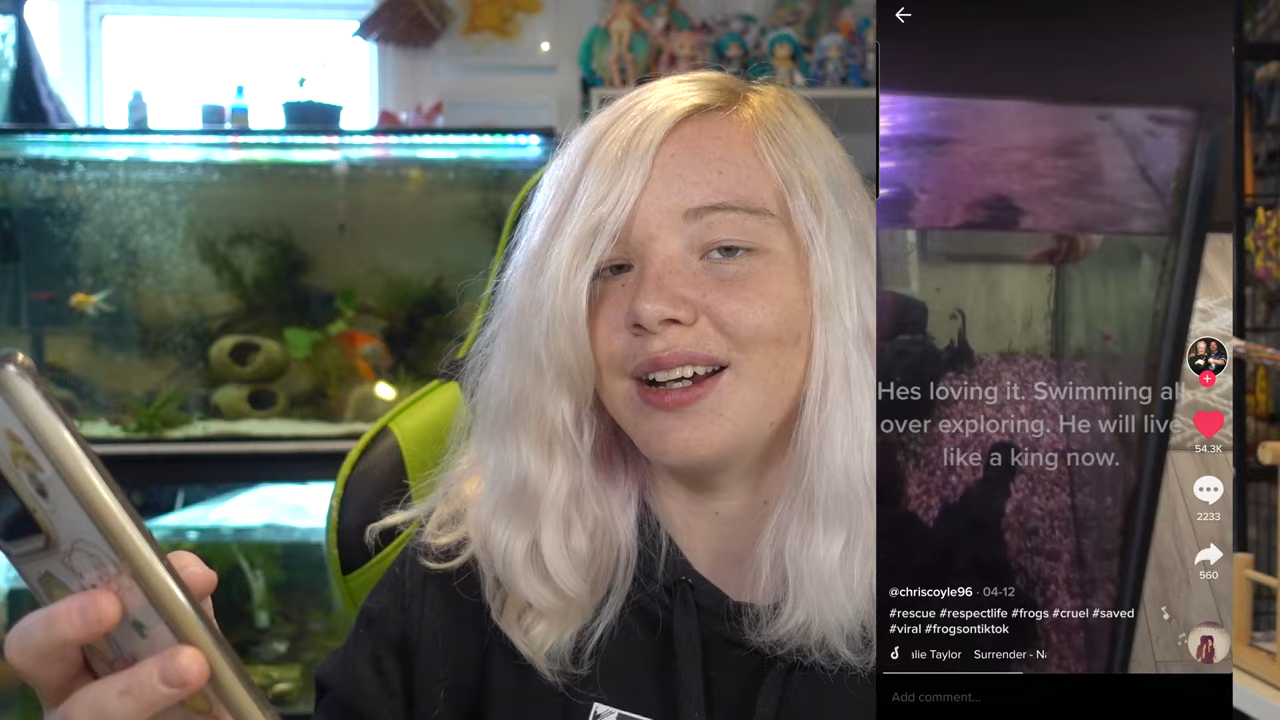 Hes loving it. Swimming all
over exploring. He will live
like a king now.
54.3K
2233
560
@chriscoyle96 · 04-12
#rescue #respectlife #frogs #cruel #saved
#viral #frogsontiktok
alie Taylor Surrender - Na
Add comment...